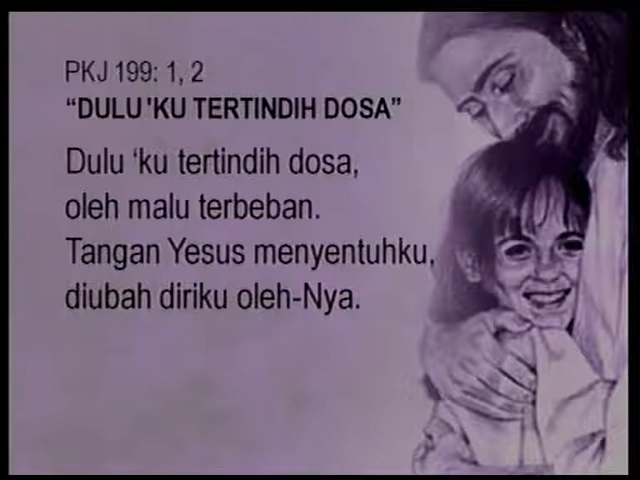 PKJ 199: 1, 2
“DULU 'KU TERTINDIH DOSA”
Dulu ‘ku tertindih dosa,
oleh malu terbeban.
Tangan Yesus menyentuhku,
diubah diriku oleh-Nya.